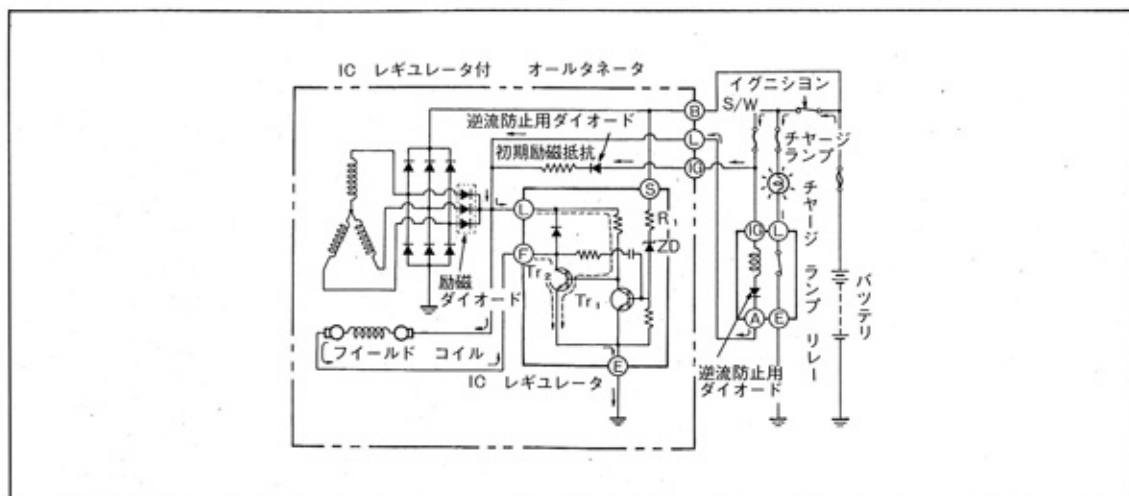 IC レギュレータ付 オールタネータ
イグニション
S/W
B
逆流防止用ダイオード
L
チャージ
ランプ
初期励磁抵抗
IG
S
R1
チャージ ランプ リレー
IG
L
L
ZD
F
バッテリ
励磁
ダイオード
Tr2
Tr1
A
E
フイールド コイル
E
IC レギュレータ
逆流防止用
ダイオード